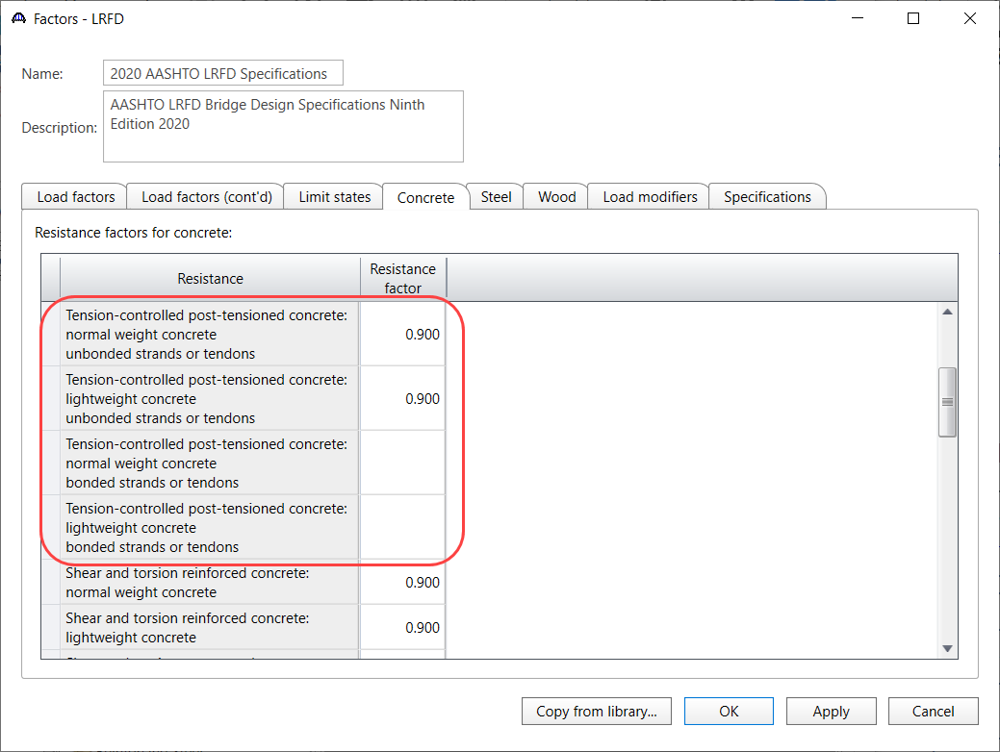 Factors - LRFD
Name:
2020 AASHTO LRFD Specifications
Description:
AASHTO LRFD Bridge Design Specifications Ninth
Edition 2020
Load factors
Load factors (cont'd)
Limit states
Concrete
Steel
Wood
Load modifiers
Specifications
Resistance factors for concrete:
Resistance
Resistance
factor
Tension-controlled post-tensioned concrete:
normal weight concrete
unbonded strands or tendons
0.900
Tension-controlled post-tensioned concrete:
lightweight concrete
unbonded strands or tendons
0.900
Tension-controlled post-tensioned concrete:
normal weight concrete
bonded strands or tendons
Tension-controlled post-tensioned concrete:
lightweight concrete
bonded strands or tendons
Shear and torsion reinforced concrete:
normal weight concrete
0.900
Shear and torsion reinforced concrete:
lightweight concrete
0.900
Copy from library...
OK
Apply
Cancel